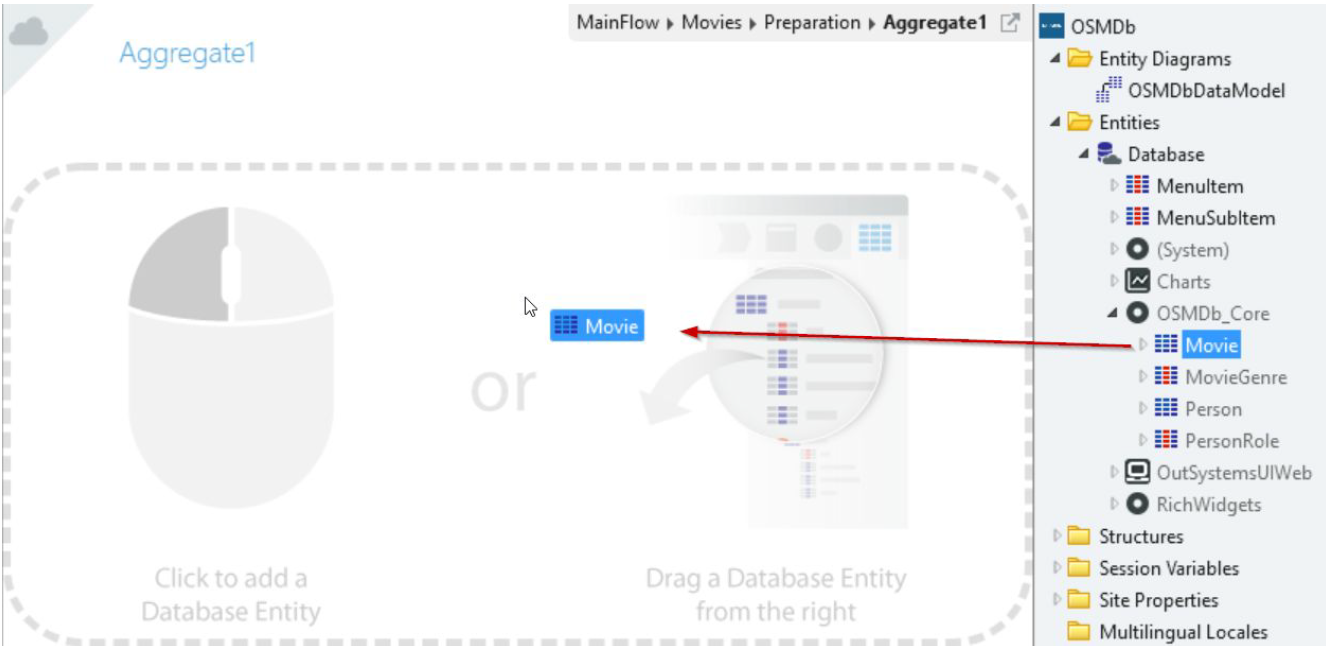 MainFlow Movies Preparation Aggregate1
Aggregate1
Movie
or
Click to add a
Database Entity
Drag a Database Entity
from the right
OSMDb
Entity Diagrams
OSMDbDataModel
Entities
Database
MenuItem
MenuSubItem
(System)
Charts
OSMDb_Core
Movie
MovieGenre
Person
PersonRole
OutSystemsUIWeb
RichWidgets
Structures
Session Variables
Site Properties
Multilingual Locales